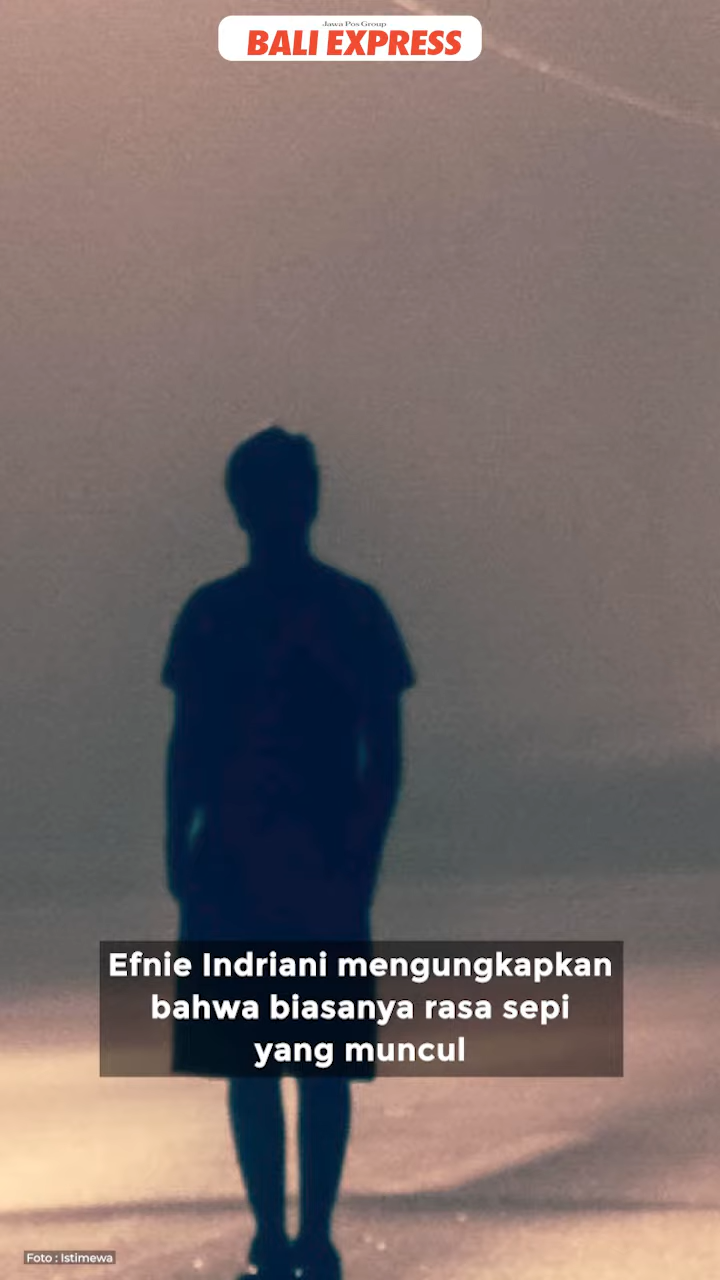 Jawa Pos Group
BALI EXPRESS
Efnie Indriani mengungkapkan
bahwa biasanya rasa sepi
yang muncul
Foto : Istimewa